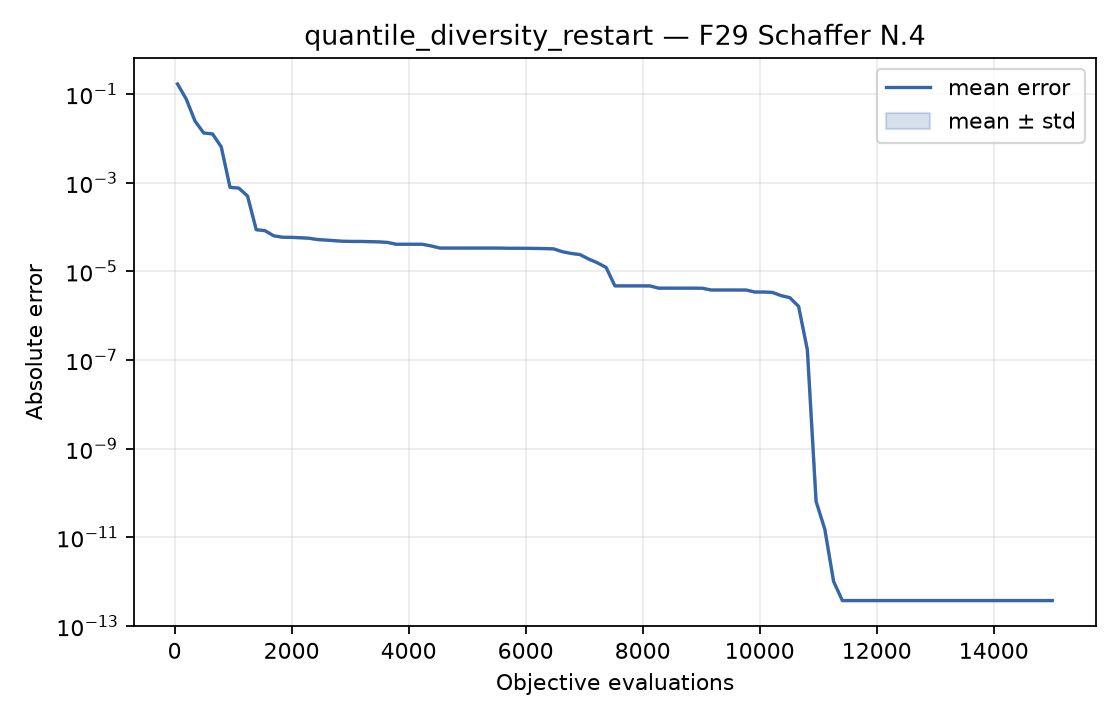 quantile_diversity_restart — F29 Schaffer N.4
mean error
mean ± std
Absolute error
10⁻¹
10⁻³
10⁻⁵
10⁻⁷
10⁻⁹
10⁻¹¹
10⁻¹³
0 2000 4000 6000 8000 10000 12000 14000
Objective evaluations